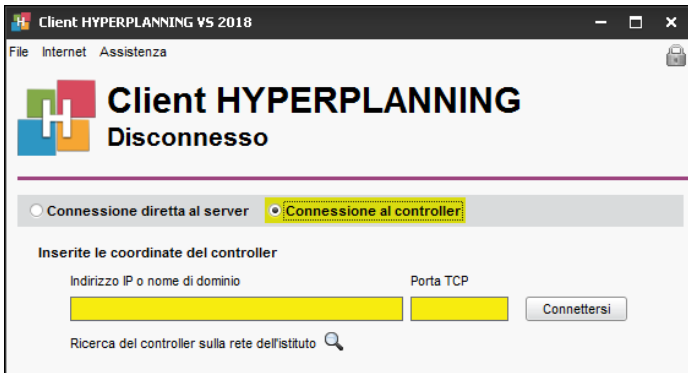 Client HYPERPLANNING VS 2018
File Internet Assistenza
H
Client HYPERPLANNING
Disconnesso
Connessione diretta al server Connessione al controller
Inserite le coordinate del controller
Indirizzo IP o nome di dominio Porta TCP
Connettersi
Ricerca del controller sulla rete dell'istituto